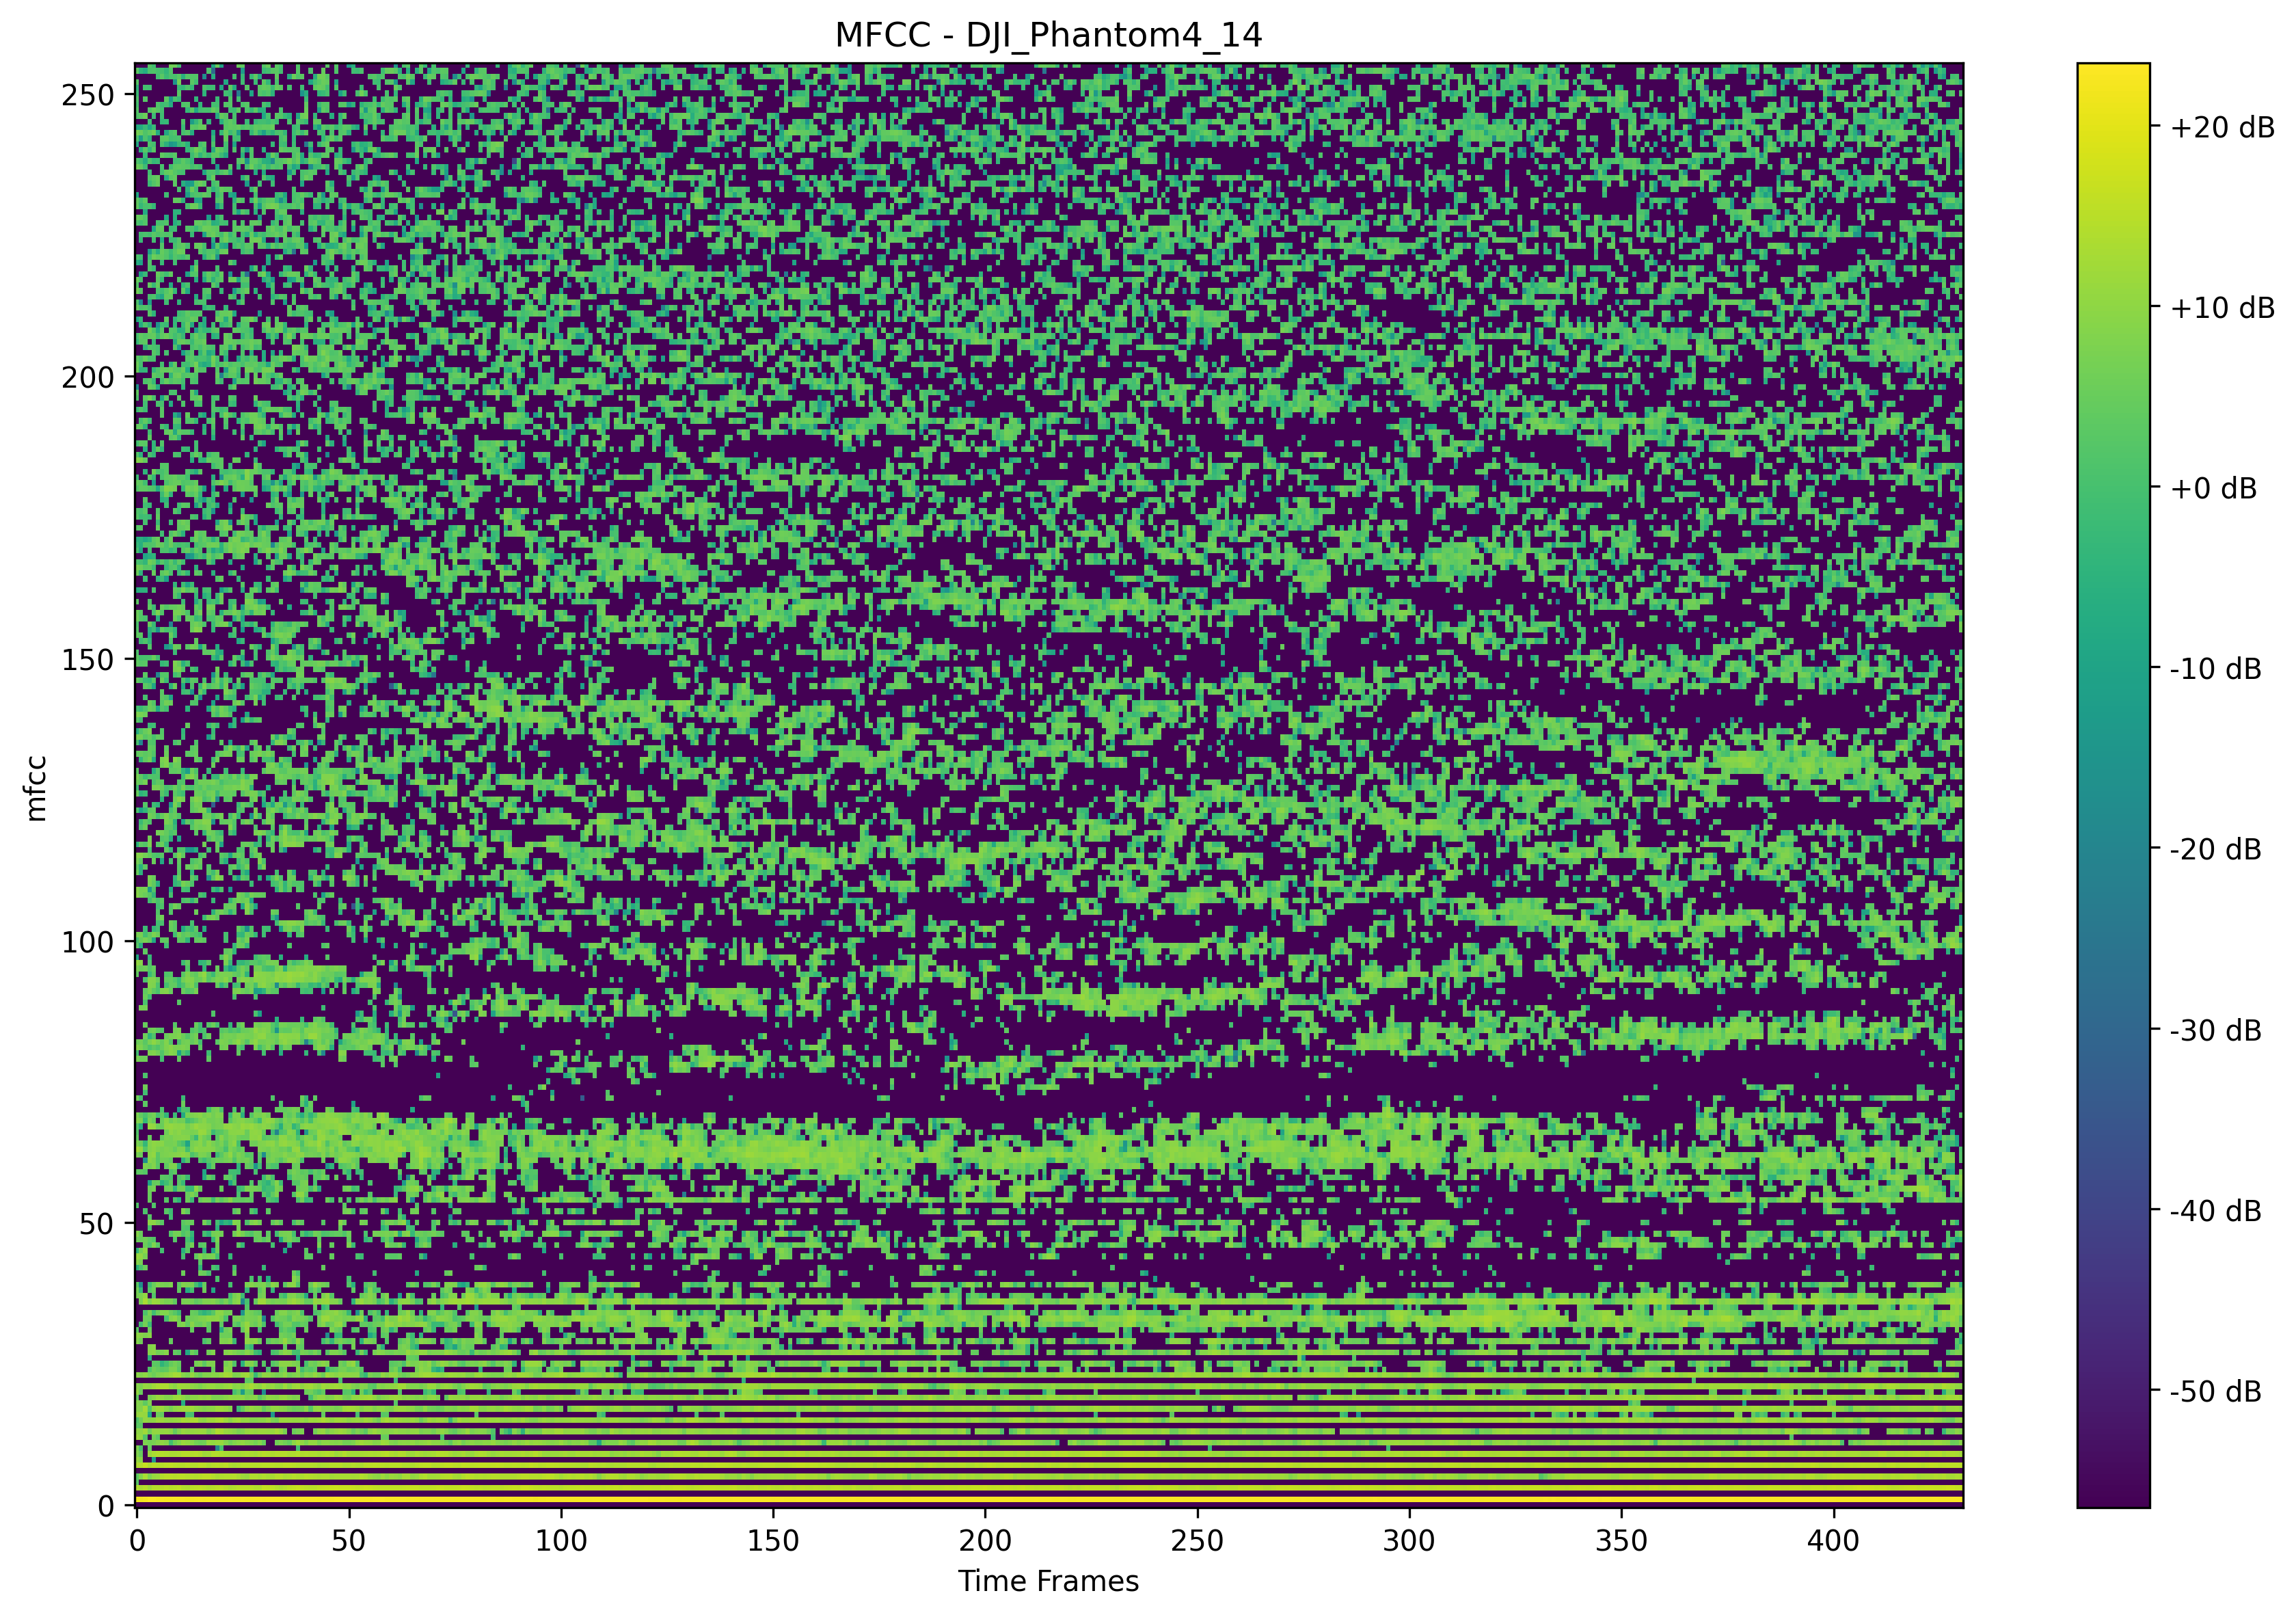 MFCC - DJI_Phantom4_14
250
200
150
100
50
0
mfcc
0 50 100 150 200 250 300 350 400
Time Frames
+20 dB
+10 dB
+0 dB
-10 dB
-20 dB
-30 dB
-40 dB
-50 dB